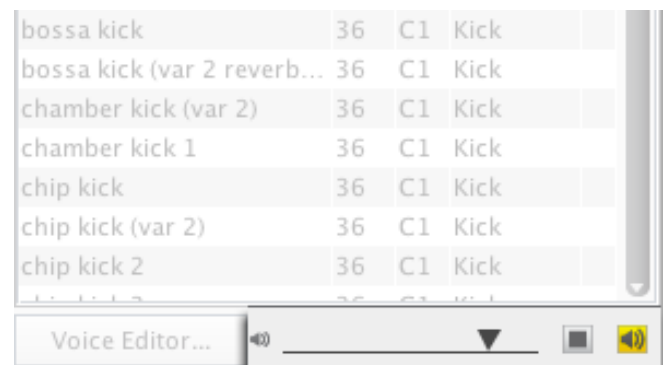 bossa kick 36 C1 Kick
bossa kick (var 2 reverb... 36 C1 Kick
chamber kick (var 2) 36 C1 Kick
chamber kick 1 36 C1 Kick
chip kick 36 C1 Kick
chip kick (var 2) 36 C1 Kick
chip kick 2 36 C1 Kick
Voice Editor...